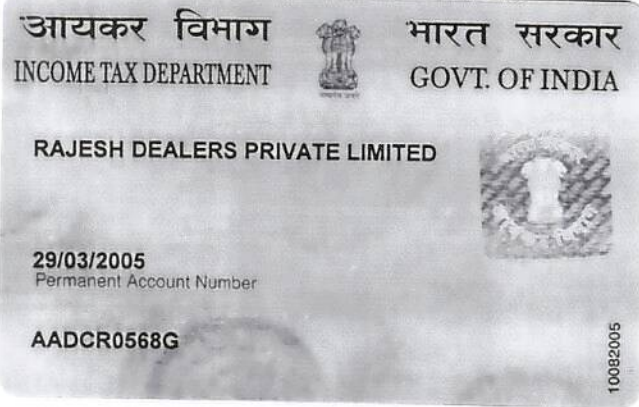 आयकर विभाग
भारत सरकार
INCOME TAX DEPARTMENT
GOVT. OF INDIA
RAJESH DEALERS PRIVATE LIMITED
29/03/2005
Permanent Account Number
AADCR0568G
10082005